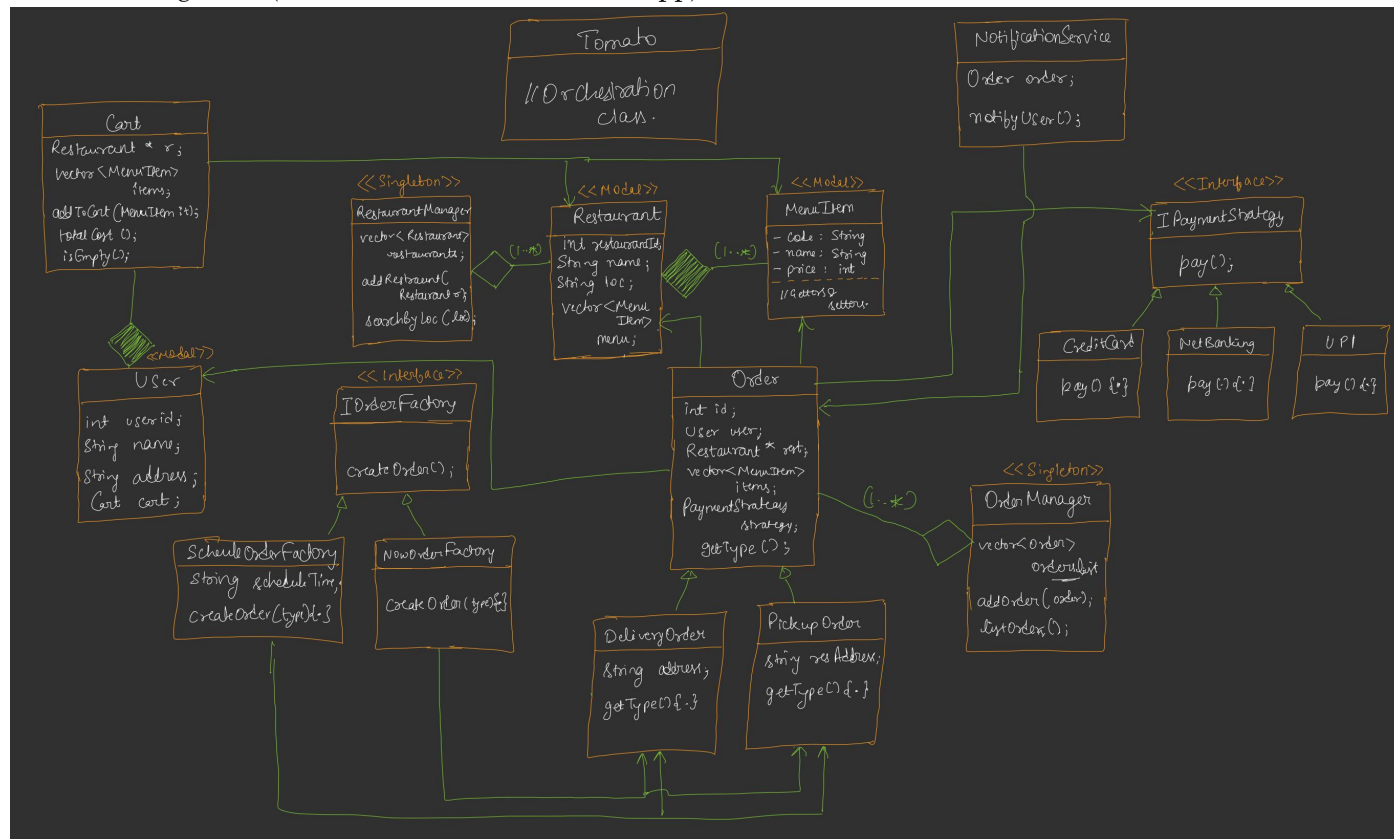 Tomato
//Orchestration
class.
NotificationService
Order order;
notifyUser();
Cart
Restaurant * r;
vector<MenuItem>
items;
addToCart(MenuItem it);
totalCost();
isEmpty();
<<Singleton>>
RestaurantManager
vector<Restaurant>
restaurants;
addRestraunt(
Restaurant r);
searchbyLoc(loc);
(1..*)
<<Model>>
Restaurant
int restaurantId;
String name;
String loc;
vector<Menu
Item>
menu;
(1..*)
<<Model>>
MenuItem
- code : String
- name : String
- price : int
//Getters &
setters.
<<Interface>>
IPaymentStrategy
pay();
CreditCard
pay() {.}
NetBanking
pay() {.}
UPI
pay() {.}
<<Model>>
User
int userid;
String name;
String address;
Cart cart;
<<Interface>>
IOrderFactory
createOrder();
Order
int id;
User user;
Restaurant * rest;
vector<MenuItem>
items;
PaymentStrategy
strategy;
getType();
(1..*)
<<Singleton>>
OrderManager
vector<Order>
ordersList
addOrder(order);
listOrders();
ScheuleOrderFactory
String scheduleTime;
createOrder(type){.}
NowOrderFactory
createOrder(type){.}
DeliveryOrder
String address;
getType(){.}
PickupOrder
String resAddress;
getType(){.}